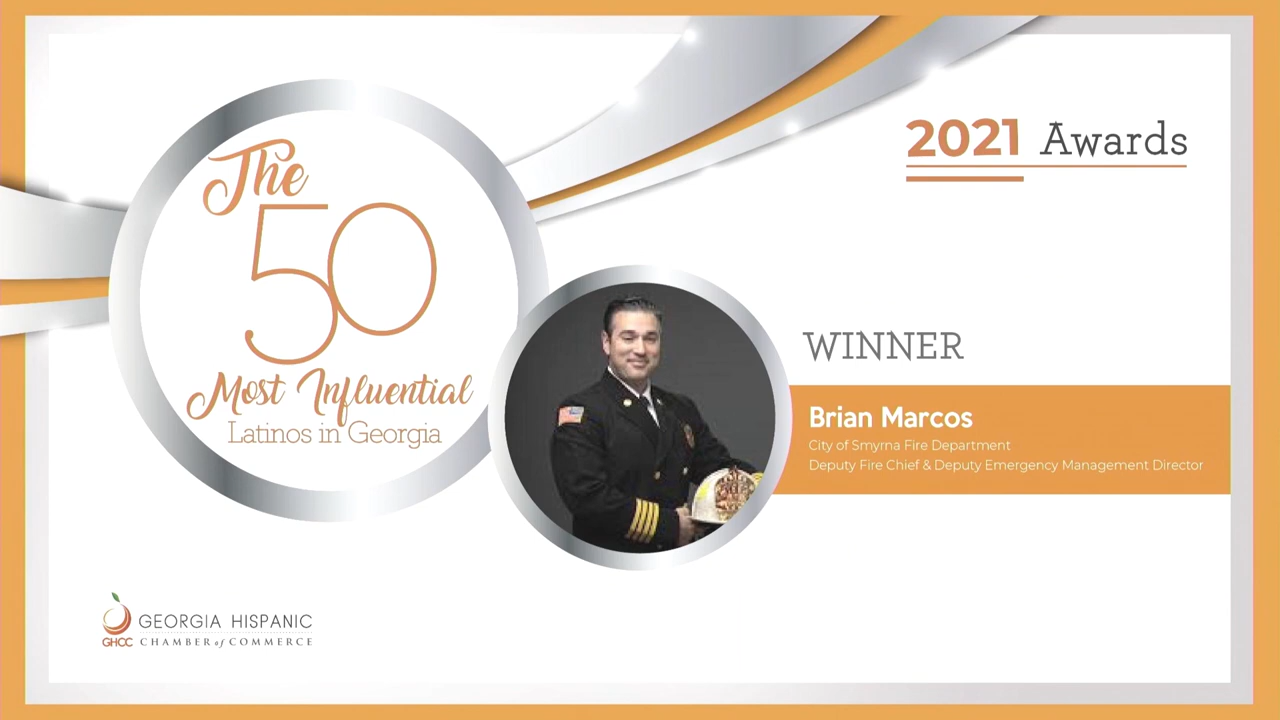 The
50
Most Influential
Latinos in Georgia
2021 Awards
WINNER
Brian Marcos
City of Smyrna Fire Department
Deputy Fire Chief & Deputy Emergency Management Director
GHCC
GEORGIA HISPANIC
CHAMBER of COMMERCE